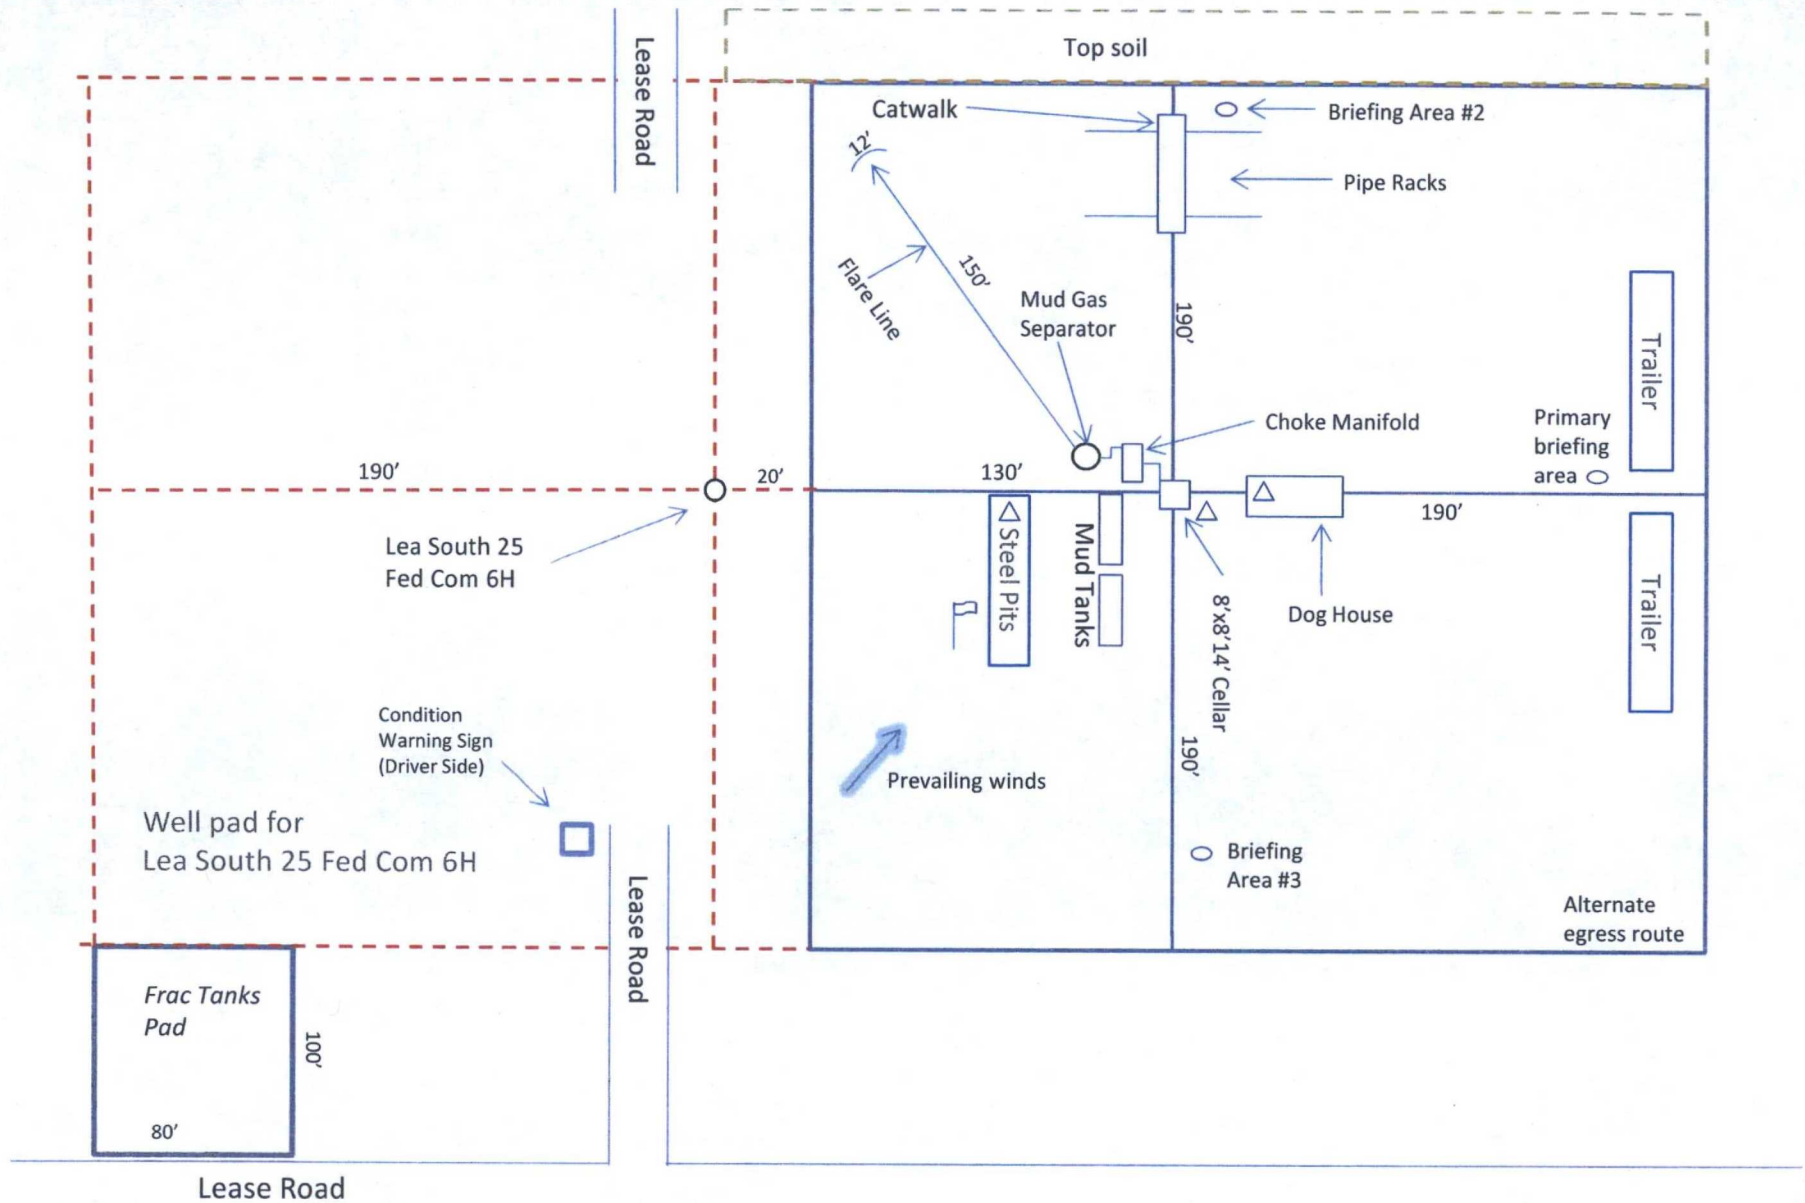 Top soil
Lease Road
Catwalk
Briefing Area #2
12'
Pipe Racks
Flare Line
150'
Mud Gas
Separator
190'
Trailer
Choke Manifold
Primary
briefing
area
190'
20'
130'
190'
Lea South 25
Fed Com 6H
Steel Pits
Mud Tanks
8'x8'14' Cellar
Dog House
Trailer
Condition
Warning Sign
(Driver Side)
Prevailing winds
190'
Well pad for
Lea South 25 Fed Com 6H
Briefing
Area #3
Lease Road
Alternate
egress route
Frac Tanks
Pad
100'
80'
Lease Road